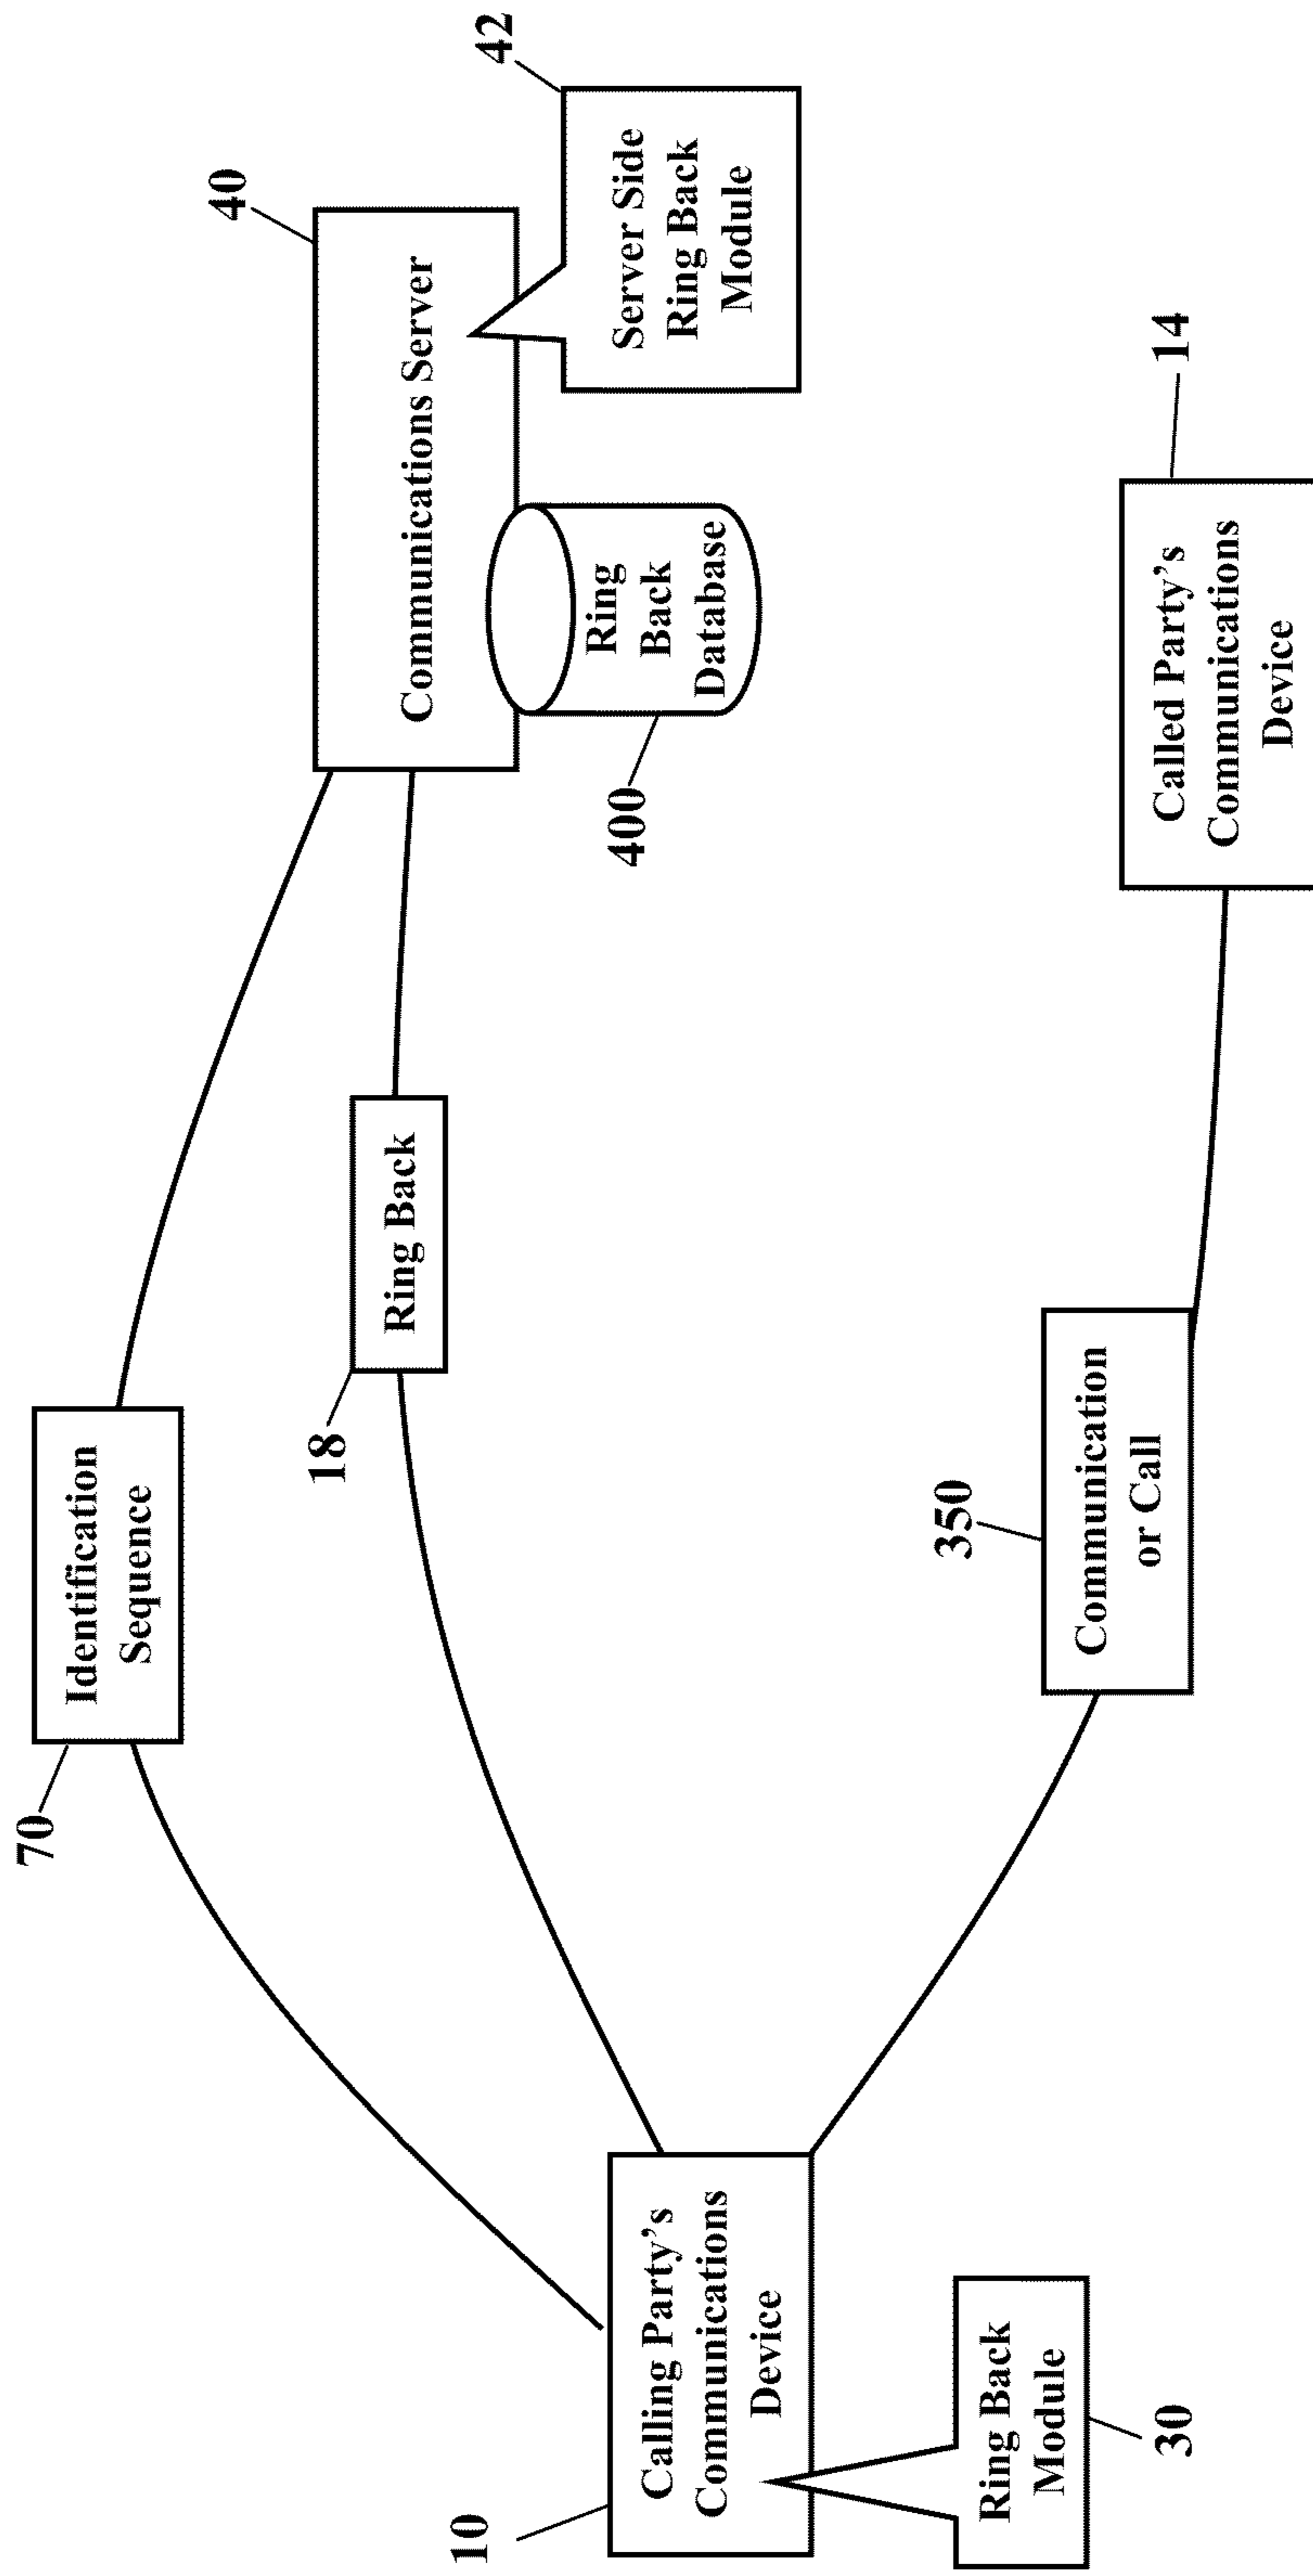 70
Identification
Sequence
40
Communications Server
42
Server Side
Ring Back
Module
18
Ring Back
400
Ring
Back
Database
10
Calling Party's
Communications
Device
350
Communication
or Call
14
Called Party's
Communications
Device
Ring Back
Module
30